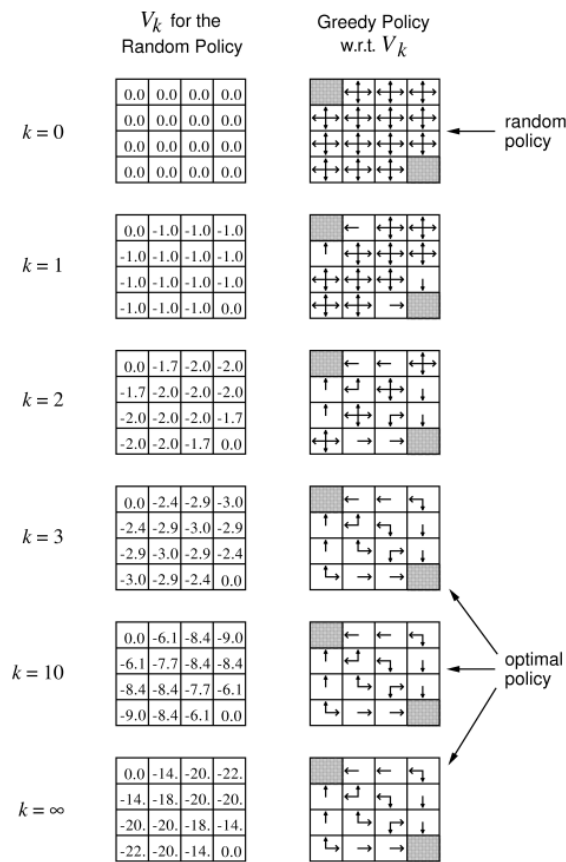 V_k for the Random Policy
Greedy Policy w.r.t. V_k
k = 0
0.0 0.0 0.0 0.0
0.0 0.0 0.0 0.0
0.0 0.0 0.0 0.0
0.0 0.0 0.0 0.0
random policy
k = 1
0.0 -1.0 -1.0 -1.0
-1.0 -1.0 -1.0 -1.0
-1.0 -1.0 -1.0 -1.0
-1.0 -1.0 -1.0 0.0
k = 2
0.0 -1.7 -2.0 -2.0
-1.7 -2.0 -2.0 -2.0
-2.0 -2.0 -2.0 -1.7
-2.0 -2.0 -1.7 0.0
k = 3
0.0 -2.4 -2.9 -3.0
-2.4 -2.9 -3.0 -2.9
-2.9 -3.0 -2.9 -2.4
-3.0 -2.9 -2.4 0.0
k = 10
0.0 -6.1 -8.4 -9.0
-6.1 -7.7 -8.4 -8.4
-8.4 -8.4 -7.7 -6.1
-9.0 -8.4 -6.1 0.0
optimal policy
k = ∞
0.0 -14. -20. -22.
-14. -18. -20. -20.
-20. -20. -18. -14.
-22. -20. -14. 0.0